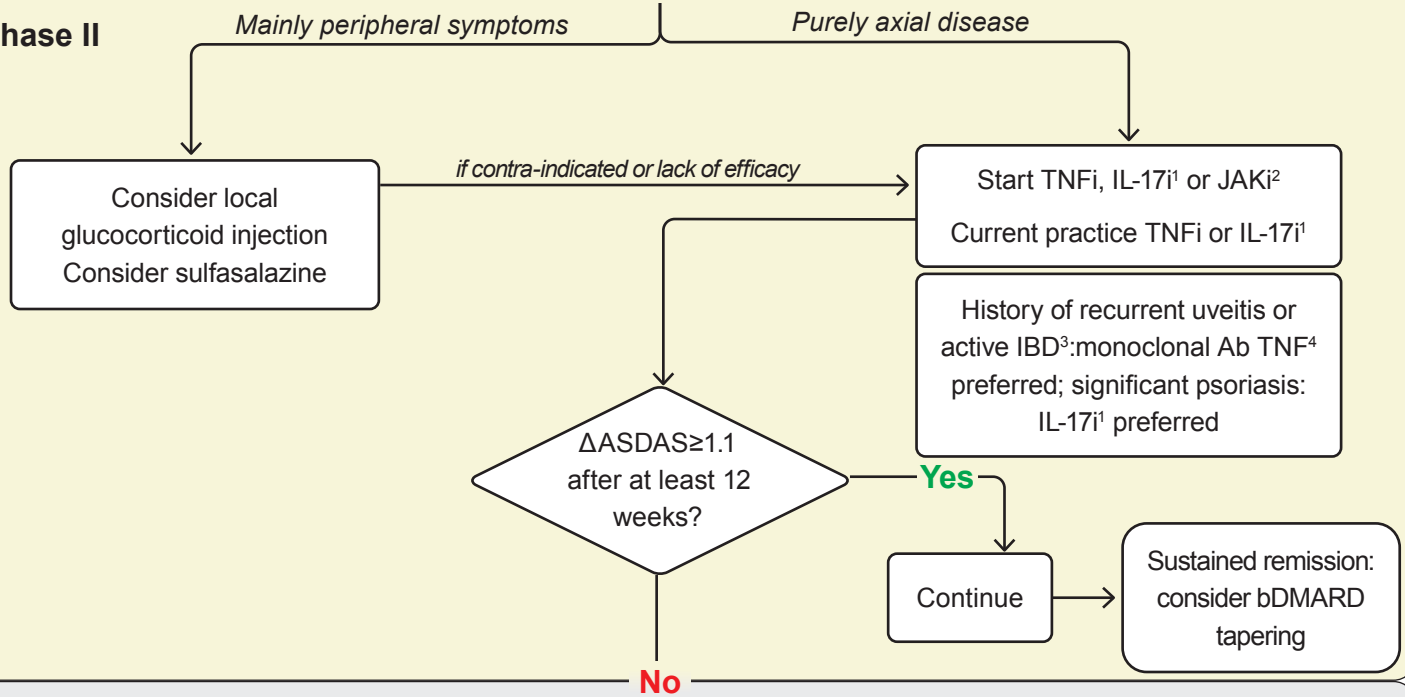 hase II
Mainly peripheral symptoms
Purely axial disease
Consider local
glucocorticoid injection
Consider sulfasalazine
if contra-indicated or lack of efficacy
Start TNFi, IL-17i¹ or JAKi²
Current practice TNFi or IL-17i¹
History of recurrent uveitis or
active IBD³:monoclonal Ab TNF⁴
preferred; significant psoriasis:
IL-17i¹ preferred
ΔASDAS≥1.1
after at least 12
weeks?
Yes
Continue
Sustained remission:
consider bDMARD
tapering
No